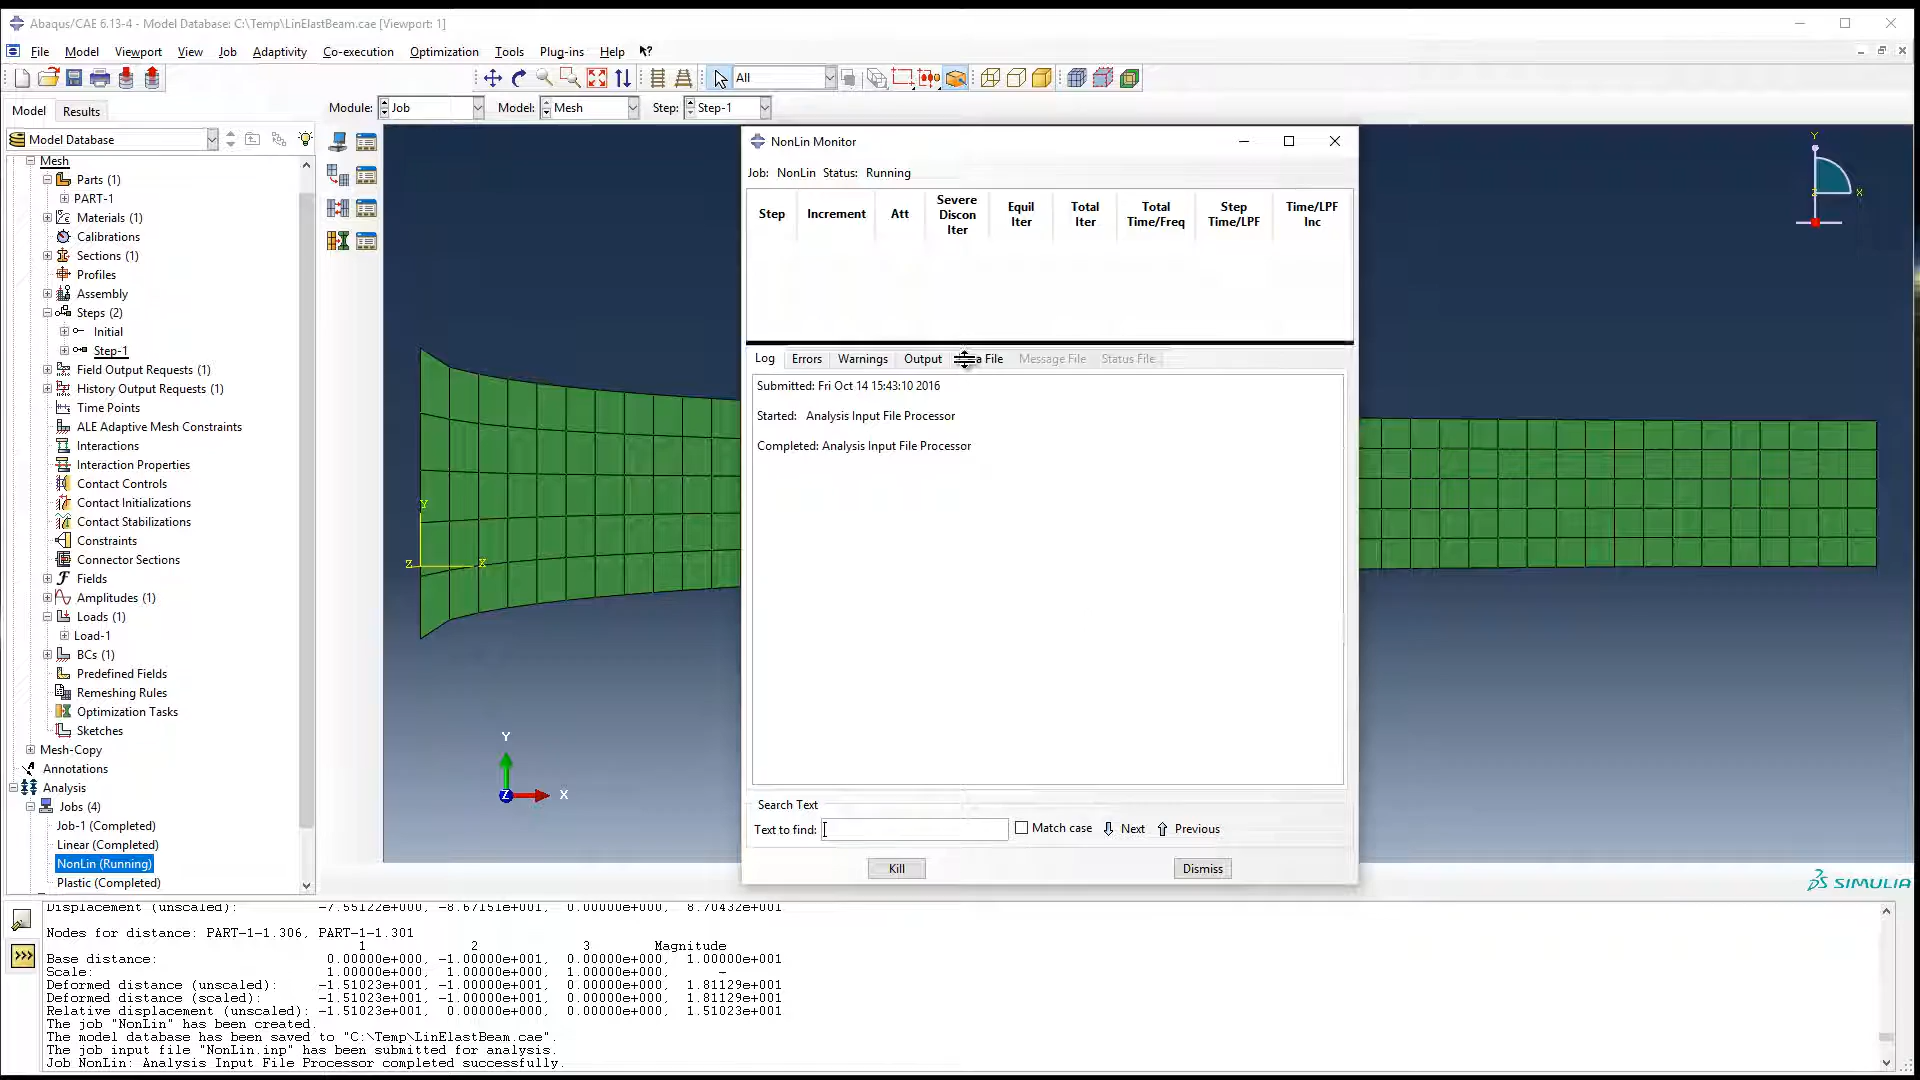 Abaqus/CAE 6.13-4 - Model Database: C:\Temp\LinElastBeam.cae [Viewport: 1]
File Model Viewport View Job Adaptivity Co-execution Optimization Tools Plug-ins Help
All
Model Results
Module: Job Model: Mesh Step: Step-1
Model Database
Mesh
Parts (1)
PART-1
Materials (1)
Calibrations
Sections (1)
Profiles
Assembly
Steps (2)
Initial
Step-1
Field Output Requests (1)
History Output Requests (1)
Time Points
ALE Adaptive Mesh Constraints
Interactions
Interaction Properties
Contact Controls
Contact Initializations
Contact Stabilizations
Constraints
Connector Sections
Fields
Amplitudes (1)
Loads (1)
Load-1
BCs (1)
Predefined Fields
Remeshing Rules
Optimization Tasks
Sketches
Mesh-Copy
Annotations
Analysis
Jobs (4)
Job-1 (Completed)
Linear (Completed)
NonLin (Running)
Plastic (Completed)
NonLin Monitor
Job: NonLin Status: Running
Step Increment Att Severe Discon Iter Equil Iter Total Iter Total Time/Freq Step Time/LPF Time/LPF Inc
Log Errors Warnings Output File Message File Status File
Submitted: Fri Oct 14 15:43:10 2016
Started: Analysis Input File Processor
Completed: Analysis Input File Processor
Search Text
Text to find: Match case Next Previous
Kill Dismiss
Y
X
Y
Z X
Y
Z X
SIMULIA
Displacement (unscaled): -7.55122e+000, -8.67151e+001, 0.00000e+000, 8.70432e+001
Nodes for distance: PART-1-1.306, PART-1-1.301
1 2 3 Magnitude
Base distance: 0.00000e+000, -1.00000e+001, 0.00000e+000, 1.00000e+001
Scale: 1.00000e+000, 1.00000e+000, 1.00000e+000, -
Deformed distance (unscaled): -1.51023e+001, -1.00000e+001, 0.00000e+000, 1.81129e+001
Deformed distance (scaled): -1.51023e+001, -1.00000e+001, 0.00000e+000, 1.81129e+001
Relative displacement (unscaled): -1.51023e+001, 0.00000e+000, 0.00000e+000, 1.51023e+001
The job "NonLin" has been created.
The model database has been saved to "C:\Temp\LinElastBeam.cae".
The job input file "NonLin.inp" has been submitted for analysis.
Job NonLin: Analysis Input File Processor completed successfully.